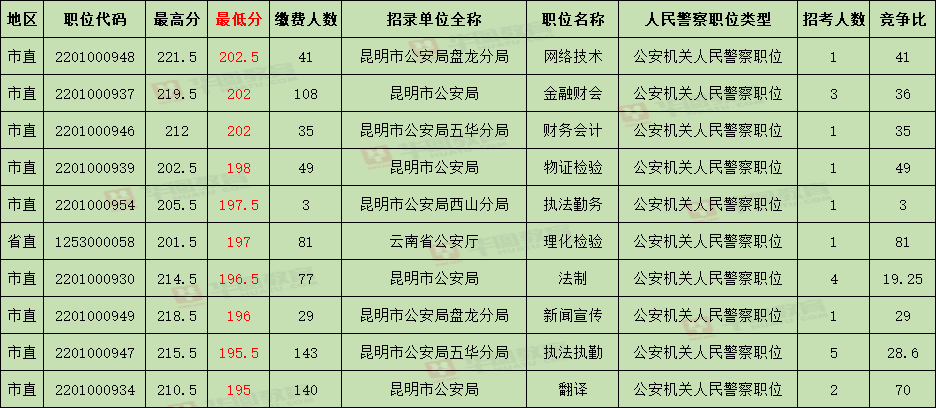 地区 职位代码 最高分 最低分 缴费人数 招录单位全称 职位名称 人民警察职位类型 招考人数 竞争比
市直 2201000948 221.5 202.5 41 昆明市公安局盘龙分局 网络技术 公安机关人民警察职位 1 41
市直 2201000937 219.5 202 108 昆明市公安局 金融财会 公安机关人民警察职位 3 36
市直 2201000946 212 202 35 昆明市公安局五华分局 财务会计 公安机关人民警察职位 1 35
市直 2201000939 202.5 198 49 昆明市公安局 物证检验 公安机关人民警察职位 1 49
市直 2201000954 205.5 197.5 3 昆明市公安局西山分局 执法勤务 公安机关人民警察职位 1 3
省直 1253000058 201.5 197 81 云南省公安厅 理化检验 公安机关人民警察职位 1 81
市直 2201000930 214.5 196.5 77 昆明市公安局 法制 公安机关人民警察职位 4 19.25
市直 2201000949 218.5 196 29 昆明市公安局盘龙分局 新闻宣传 公安机关人民警察职位 1 29
市直 2201000947 215.5 195.5 143 昆明市公安局五华分局 执法执勤 公安机关人民警察职位 5 28.6
市直 2201000934 210.5 195 140 昆明市公安局 翻译 公安机关人民警察职位 2 70